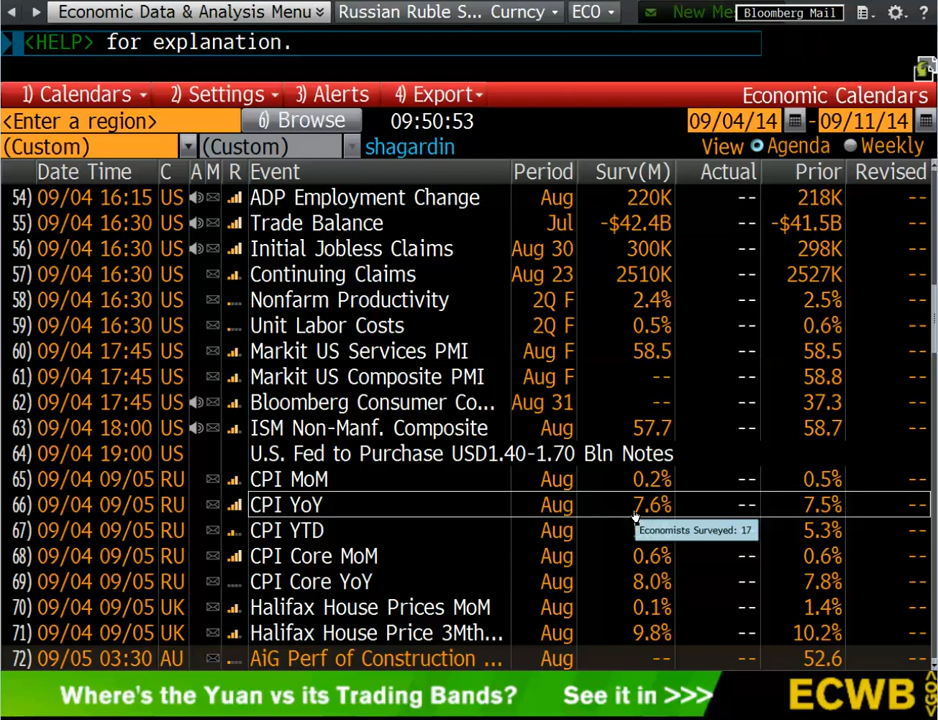 Economic Data & Analysis Menu Russian Ruble S... Curncy ECO New Me Bloomberg Mail ?
<HELP> for explanation.
1) Calendars 2) Settings 3) Alerts 4) Export Economic Calendars
<Enter a region> 6) Browse 09:50:53 09/04/14 - 09/11/14
(Custom) (Custom) shagardin View Agenda Weekly
Date Time C A M R Event Period Surv(M) Actual Prior Revised
54) 09/04 16:15 US ADP Employment Change Aug 220K -- 218K --
55) 09/04 16:30 US Trade Balance Jul -$42.4B -- -$41.5B --
56) 09/04 16:30 US Initial Jobless Claims Aug 30 300K -- 298K --
57) 09/04 16:30 US Continuing Claims Aug 23 2510K -- 2527K --
58) 09/04 16:30 US Nonfarm Productivity 2Q F 2.4% -- 2.5% --
59) 09/04 16:30 US Unit Labor Costs 2Q F 0.5% -- 0.6% --
60) 09/04 17:45 US Markit US Services PMI Aug F 58.5 -- 58.5 --
61) 09/04 17:45 US Markit US Composite PMI Aug F -- -- 58.8 --
62) 09/04 17:45 US Bloomberg Consumer Co... Aug 31 -- -- 37.3 --
63) 09/04 18:00 US ISM Non-Manf. Composite Aug 57.7 -- 58.7 --
64) 09/04 19:00 US U.S. Fed to Purchase USD1.40-1.70 Bln Notes
65) 09/04 09/05 RU CPI MoM Aug 0.2% -- 0.5% --
66) 09/04 09/05 RU CPI YoY Aug 7.6% -- 7.5% --
67) 09/04 09/05 RU CPI YTD Aug 5.3% --
Economists Surveyed: 17
68) 09/04 09/05 RU CPI Core MoM Aug 0.6% -- 0.6% --
69) 09/04 09/05 RU CPI Core YoY Aug 8.0% -- 7.8% --
70) 09/04 09/05 UK Halifax House Prices MoM Aug 0.1% -- 1.4% --
71) 09/04 09/05 UK Halifax House Price 3Mth... Aug 9.8% -- 10.2% --
72) 09/05 03:30 AU AiG Perf of Construction ... Aug -- -- 52.6 --
Where's the Yuan vs its Trading Bands? See it in >>> ECWB <GO>